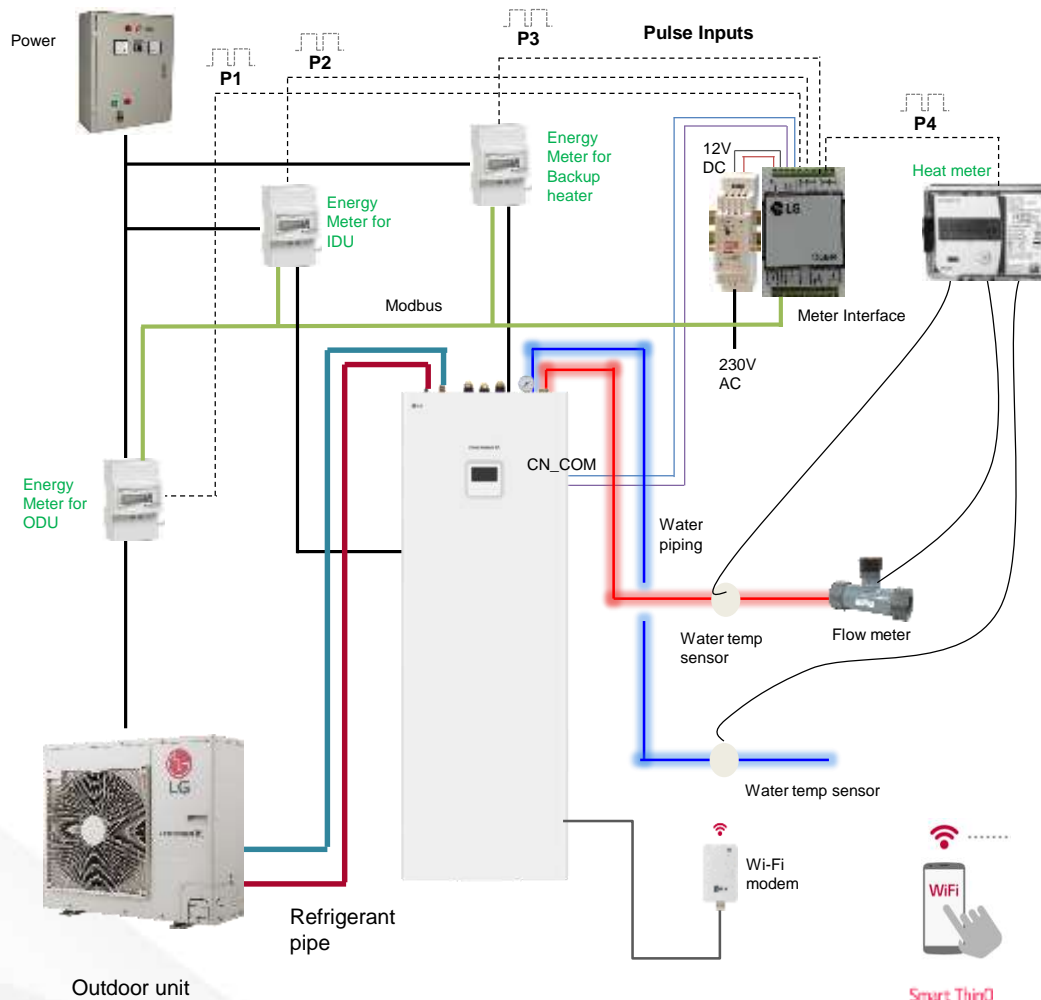 Power
P1
P2
P3
Pulse Inputs
P4
Energy
Meter for
Backup
heater
12V
DC
Heat meter
Energy
Meter for
IDU
LG
Modbus
Meter Interface
230V
AC
LG
CN_COM
Energy
Meter for
ODU
Water
piping
Water temp
sensor
Flow meter
LG
Water temp sensor
Wi-Fi
modem
WiFi
Refrigerant
pipe
Outdoor unit
Smart ThinQ